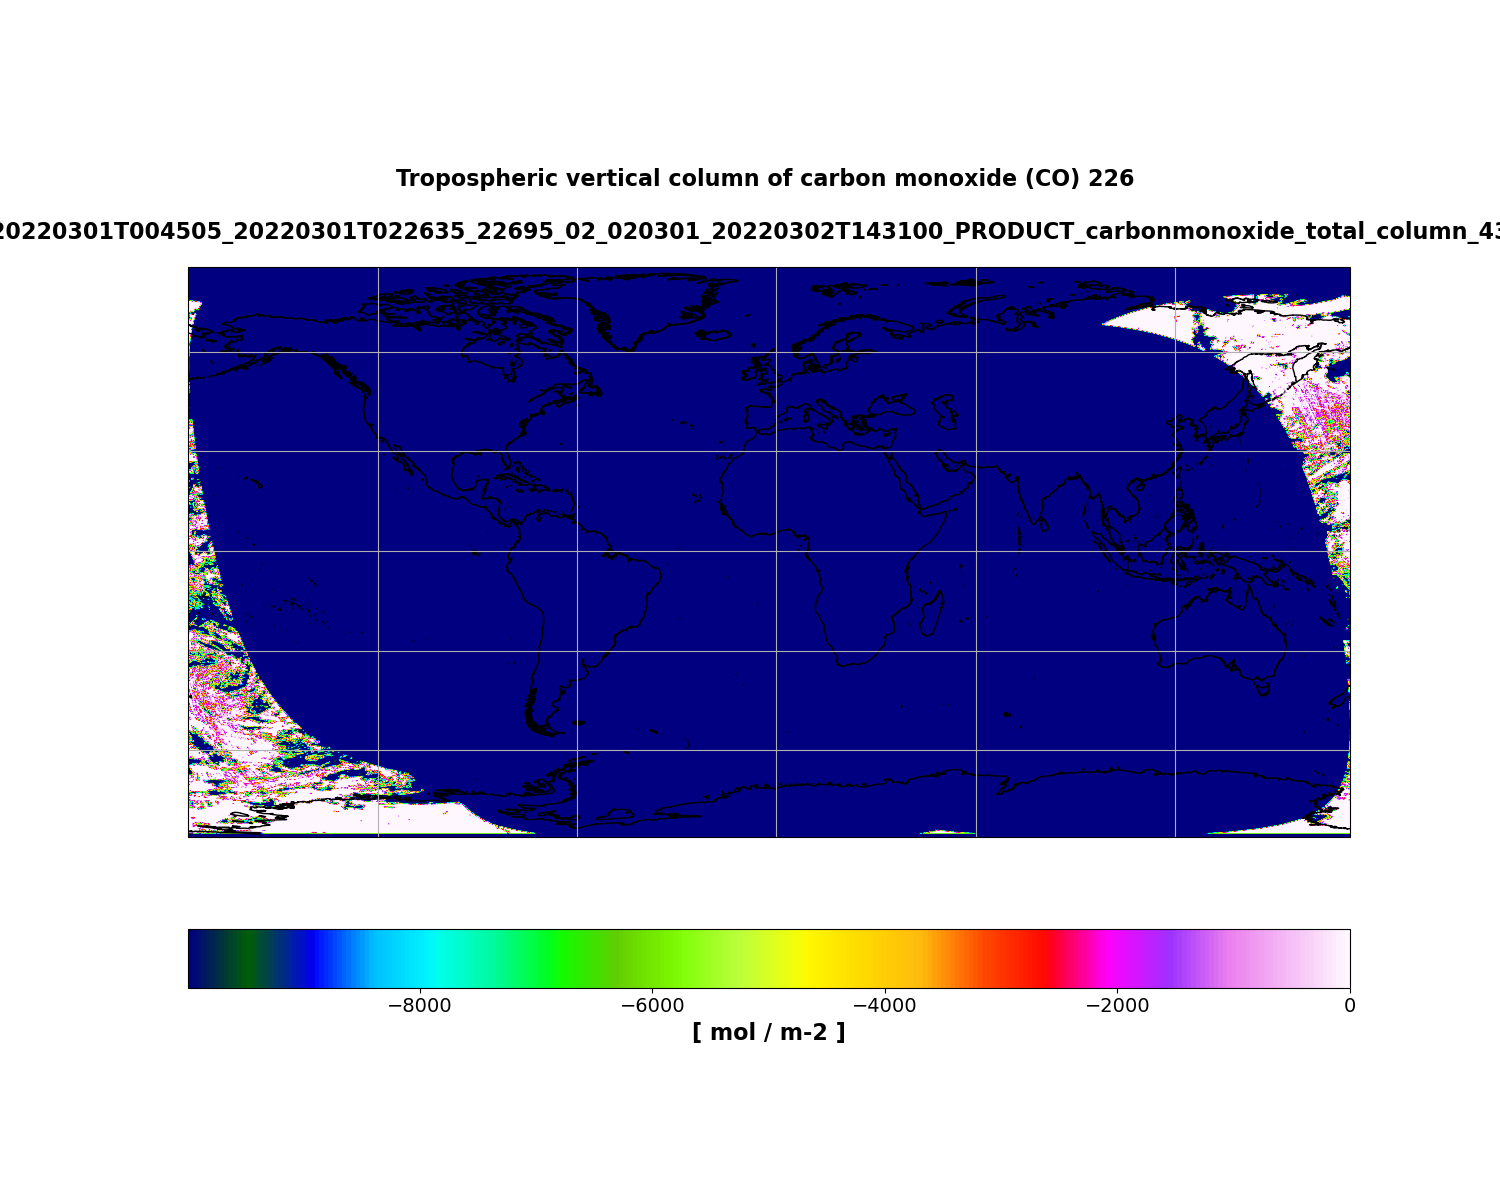 Tropospheric vertical column of carbon monoxide (CO) 226
20220301T004505_20220301T022635_22695_02_020301_20220302T143100_PRODUCT_carbonmonoxide_total_column_43
−8000 −6000 −4000 −2000 0
[ mol / m-2 ]